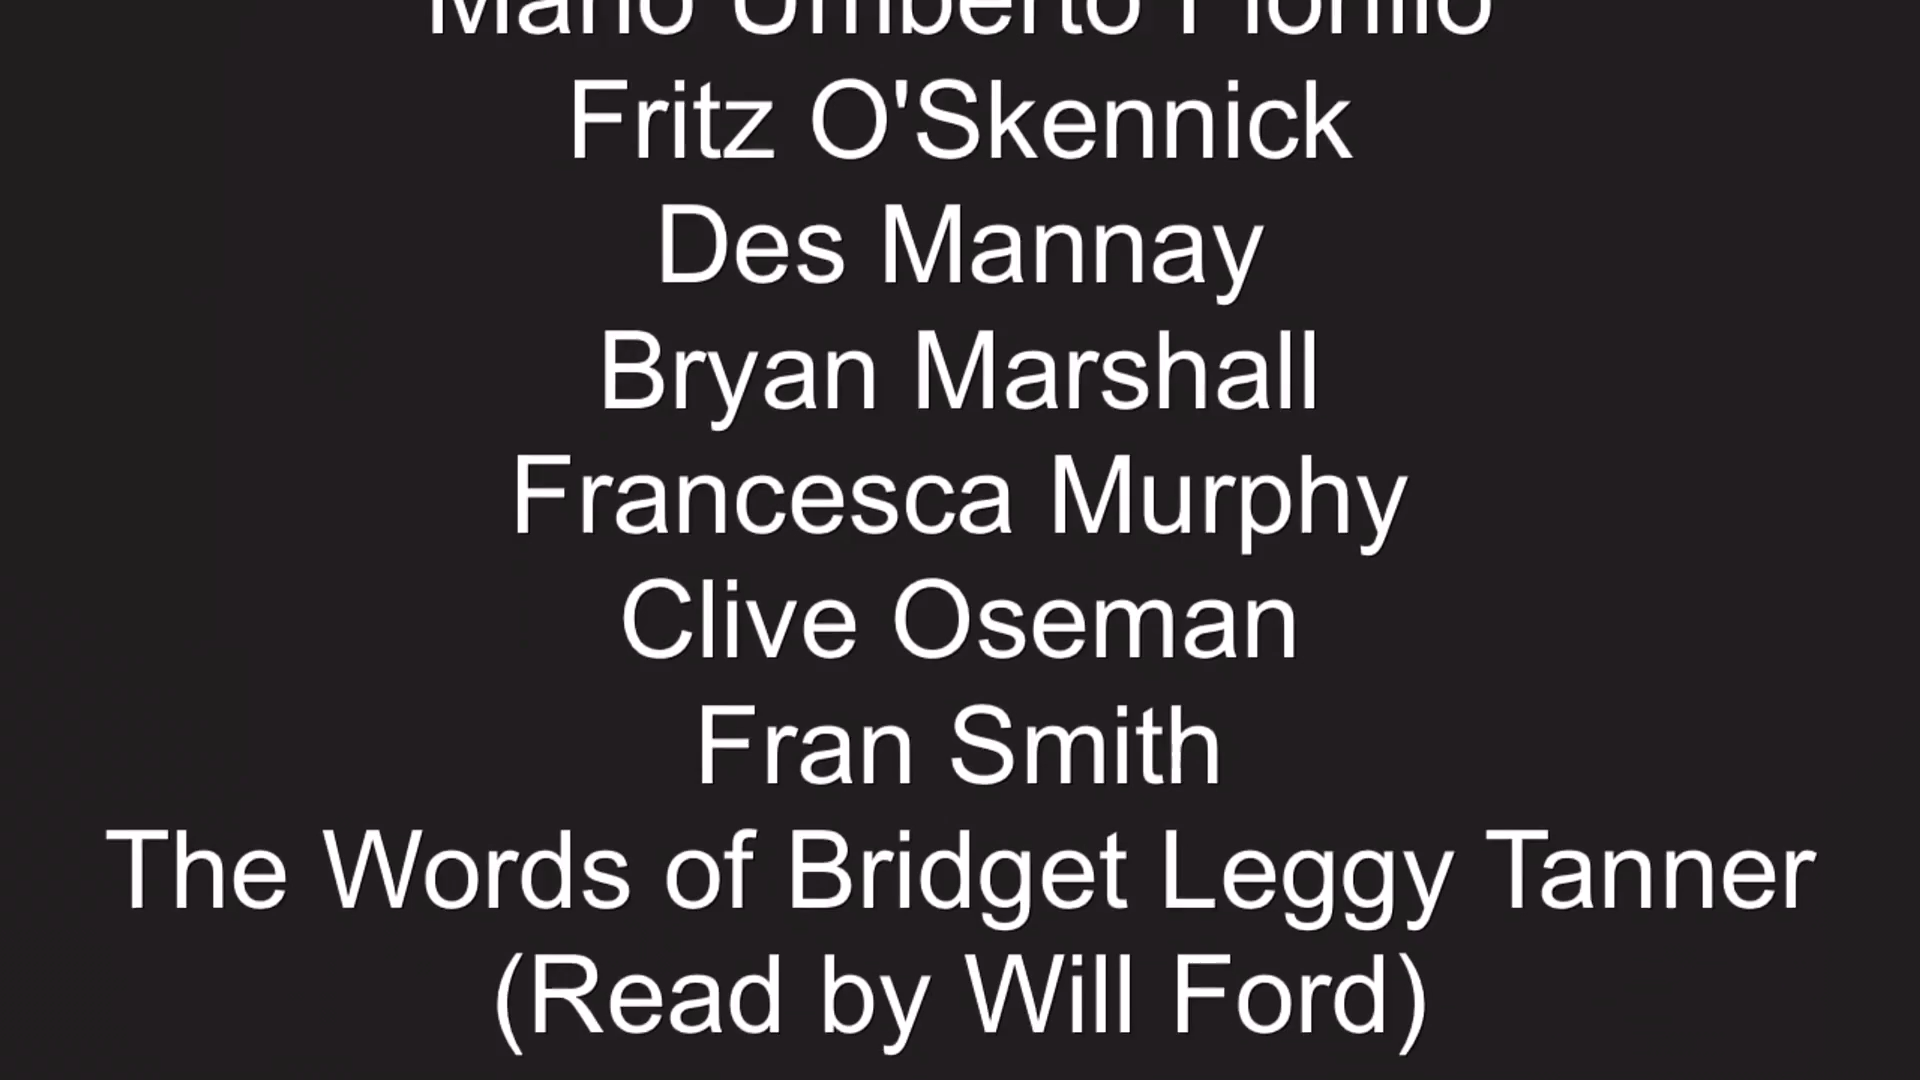 Umberto
Fritz O'Skennick
Des Mannay
Bryan Marshall
Francesca Murphy
Clive Oseman
Fran Smith
The Words of Bridget Leggy Tanner
(Read by Will Ford)